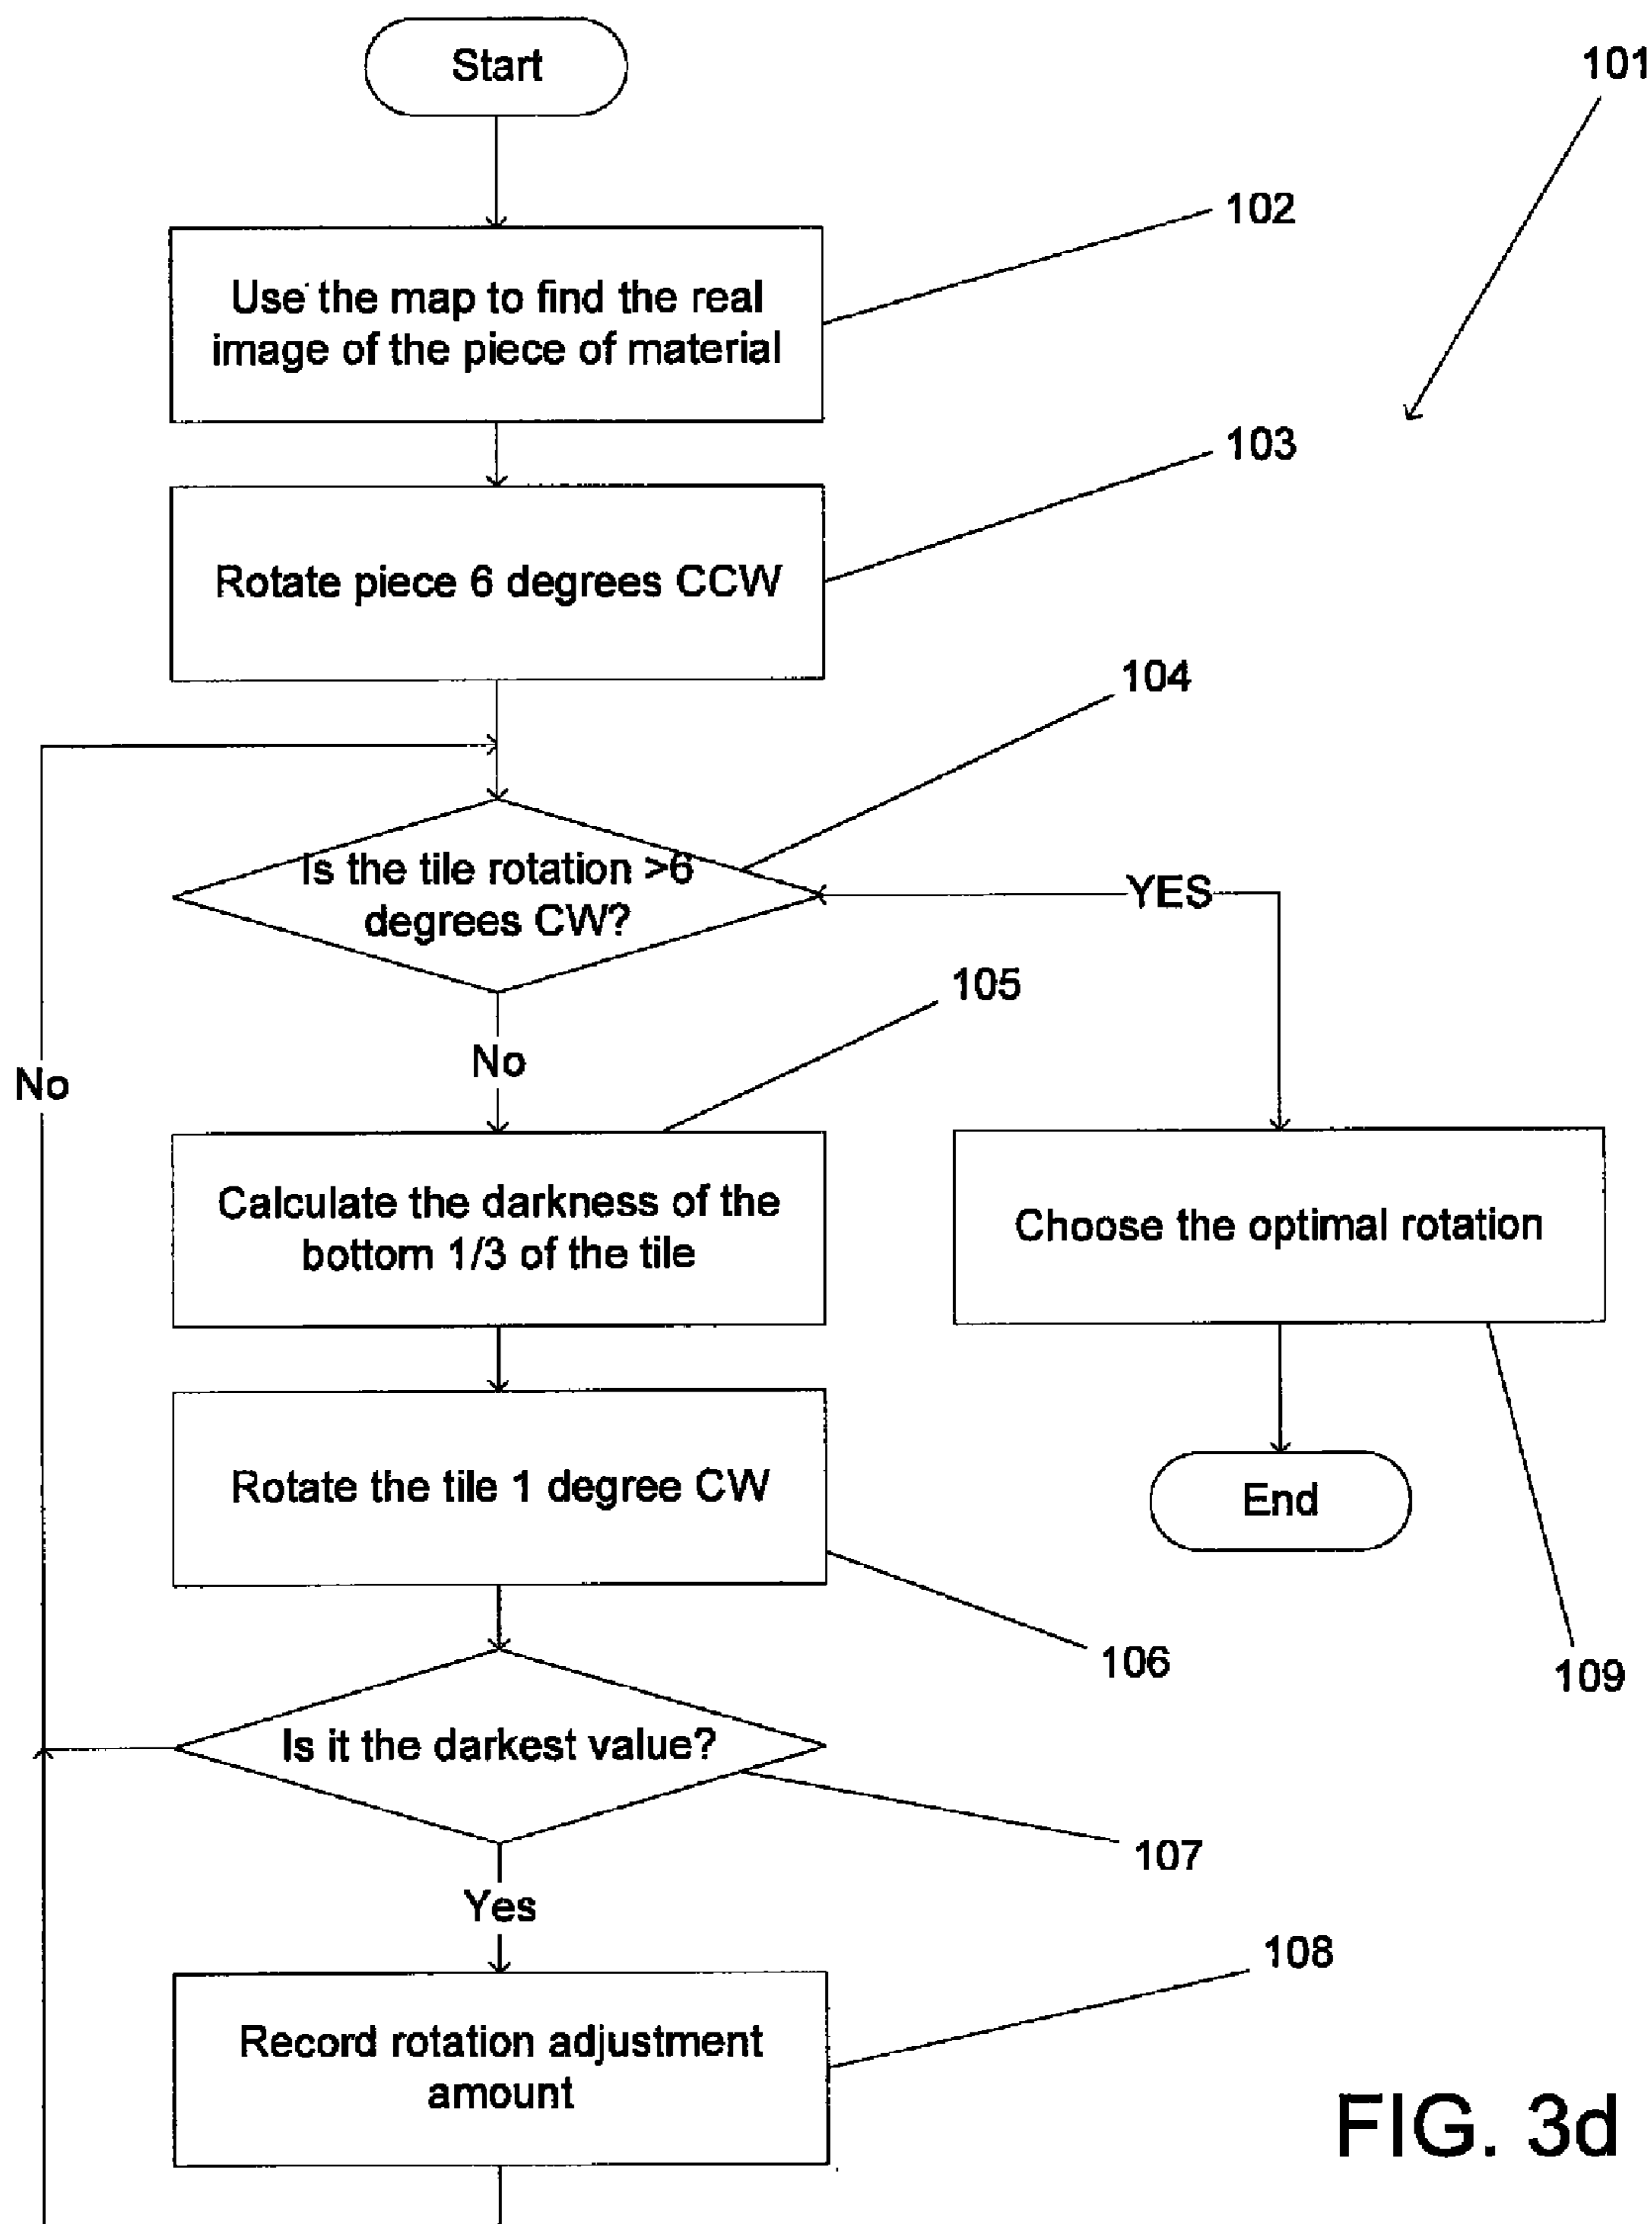 Start
101
102
Use the map to find the real
image of the piece of material
103
Rotate piece 6 degrees CCW
104
Is the tile rotation >6
degrees CW?
YES
105
No
No
Calculate the darkness of the
bottom 1/3 of the tile
Choose the optimal rotation
Rotate the tile 1 degree CW
End
106
109
Is it the darkest value?
107
Yes
108
Record rotation adjustment
amount
FIG. 3d